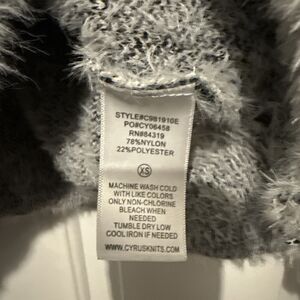 STYLE#C981910E
PO#CY06458
RN#84319
78%NYLON
22%POLYESTER
XS
MACHINE WASH COLD
WITH LIKE COLORS
ONLY NON-CHLORINE
BLEACH WHEN
NEEDED
TUMBLE DRY LOW
COOL IRON IF NEEDED
WWW.CYRUSKNITS.COM